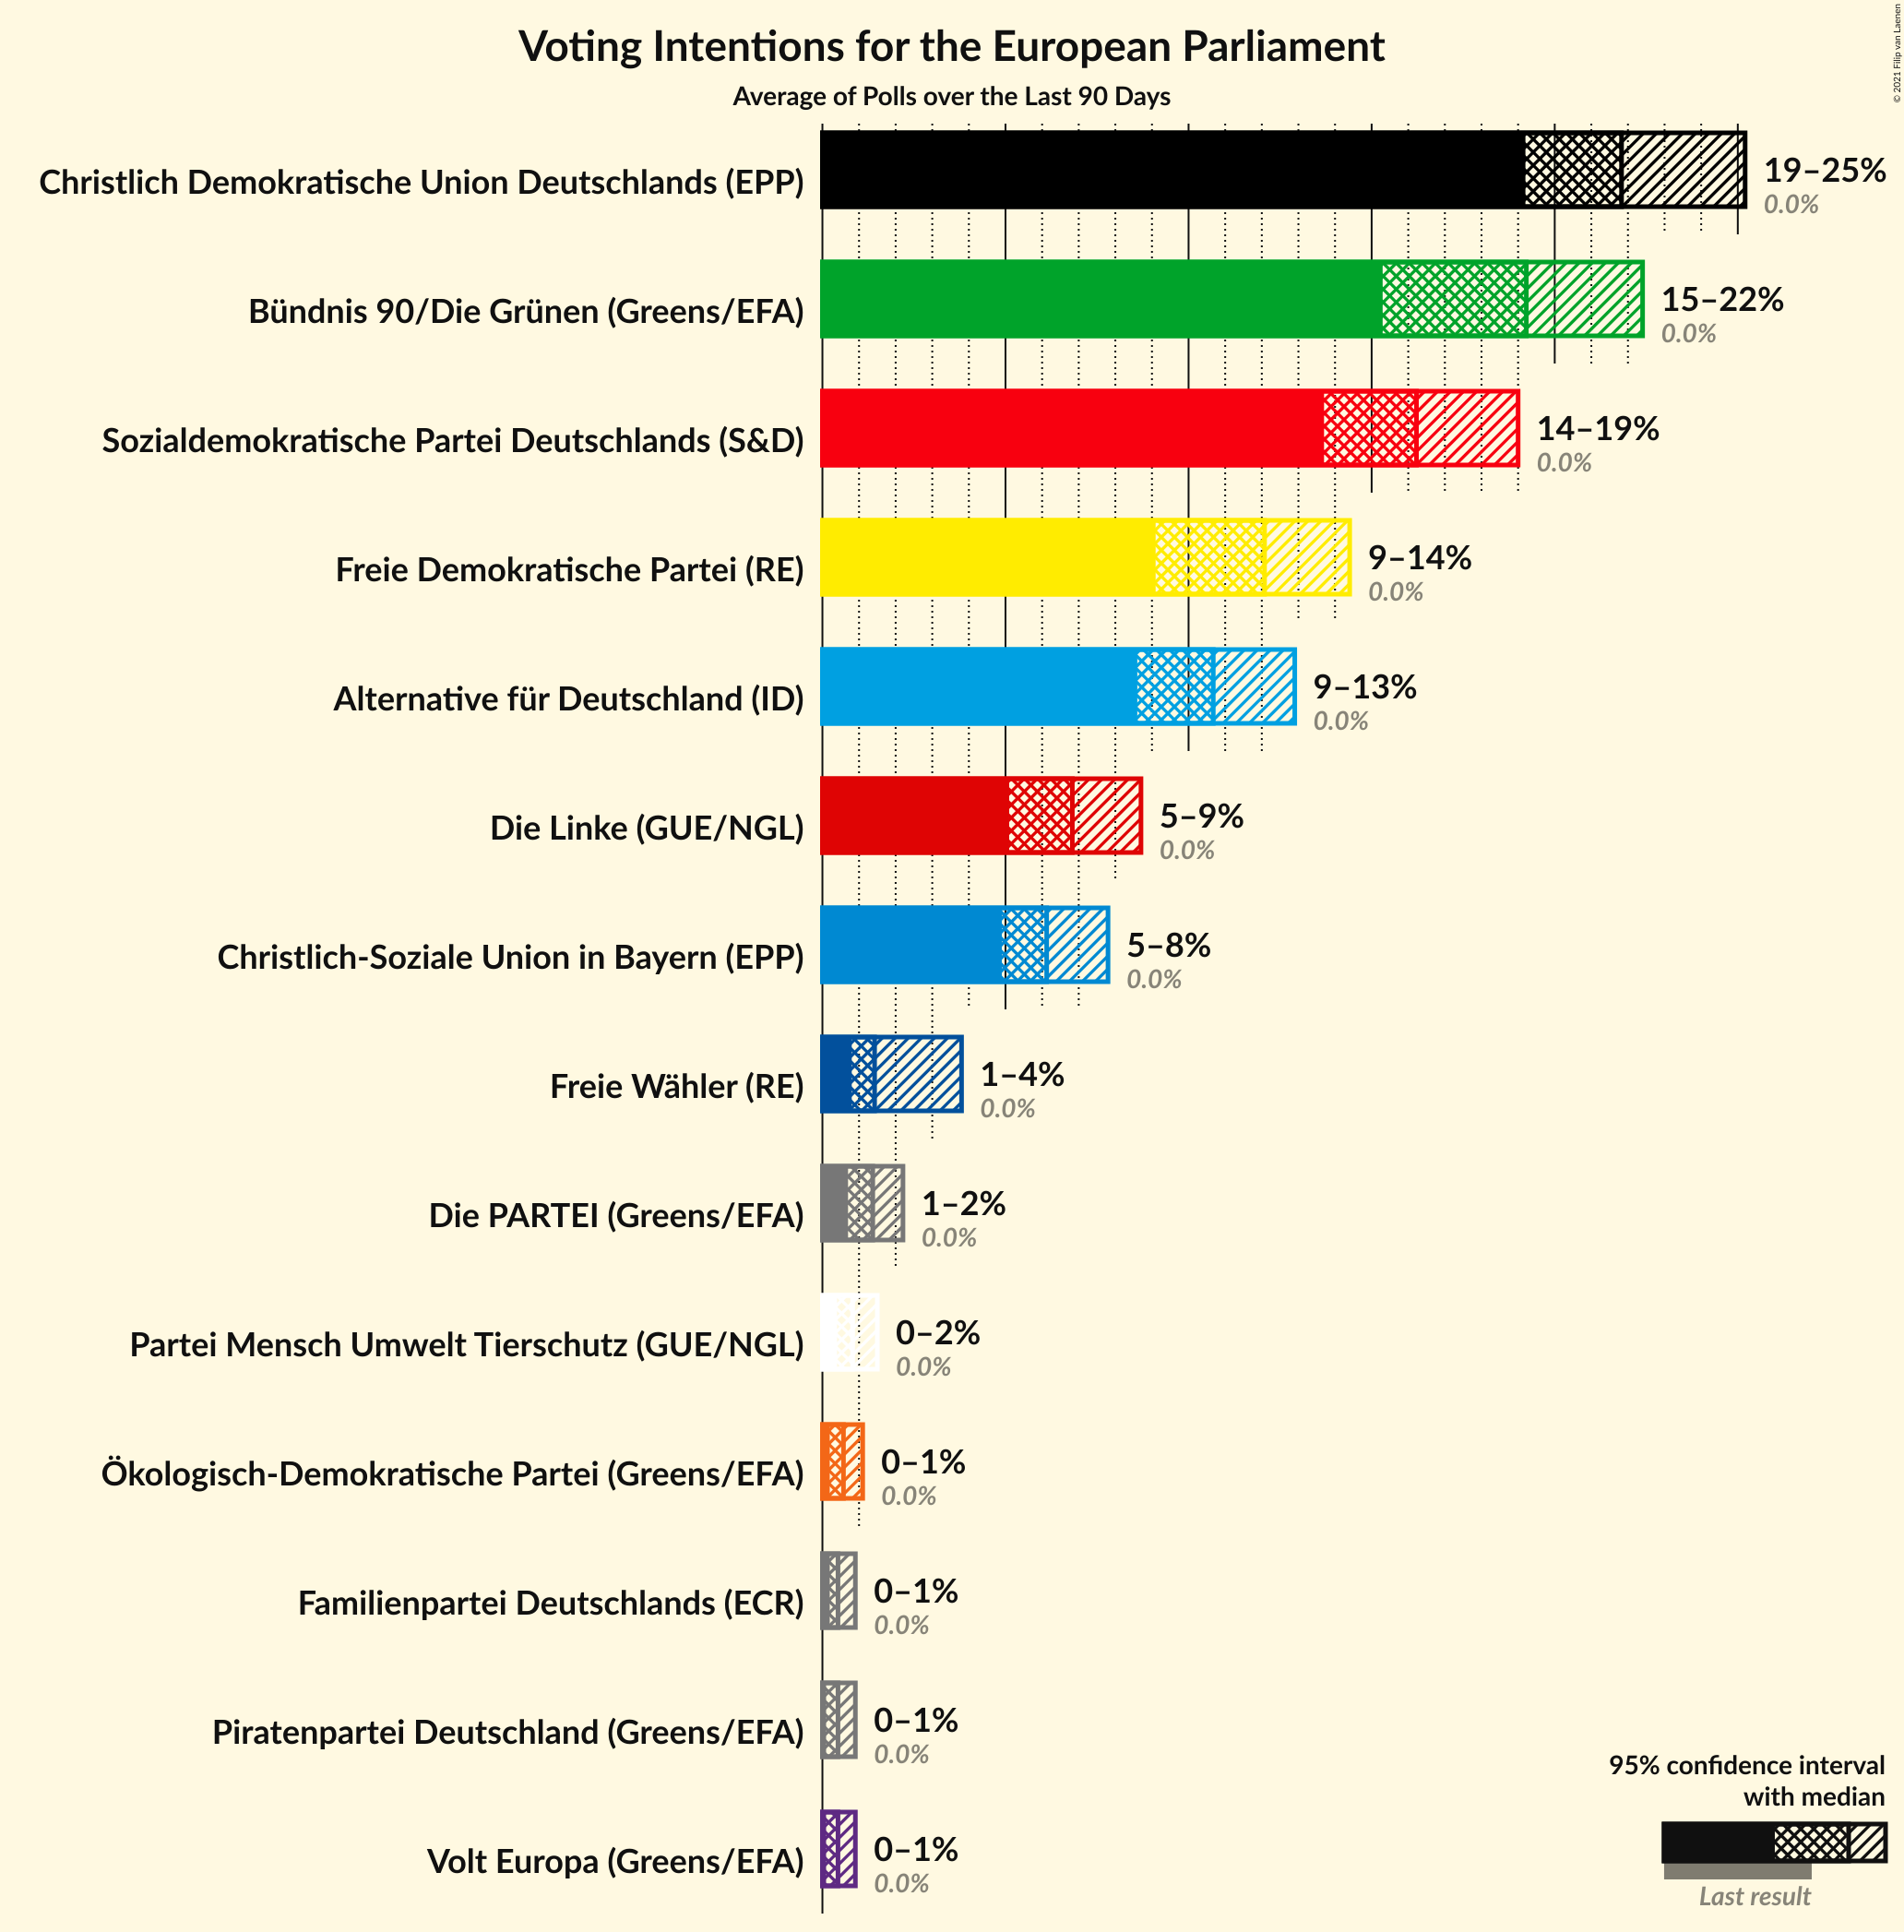 Voting Intentions for the European Parliament
Average of Polls over the Last 90 Days
© 2021 Filip van Laenen
Christlich Demokratische Union Deutschlands (EPP)
19–25%
0.0%
Bündnis 90/Die Grünen (Greens/EFA)
15–22%
0.0%
Sozialdemokratische Partei Deutschlands (S&D)
14–19%
0.0%
Freie Demokratische Partei (RE)
9–14%
0.0%
Alternative für Deutschland (ID)
9–13%
0.0%
Die Linke (GUE/NGL)
5–9%
0.0%
Christlich-Soziale Union in Bayern (EPP)
5–8%
0.0%
Freie Wähler (RE)
1–4%
0.0%
Die PARTEI (Greens/EFA)
1–2%
0.0%
Partei Mensch Umwelt Tierschutz (GUE/NGL)
0–2%
0.0%
Ökologisch-Demokratische Partei (Greens/EFA)
0–1%
0.0%
Familienpartei Deutschlands (ECR)
0–1%
0.0%
Piratenpartei Deutschland (Greens/EFA)
0–1%
0.0%
Volt Europa (Greens/EFA)
0–1%
0.0%
95% confidence interval
with median
Last result